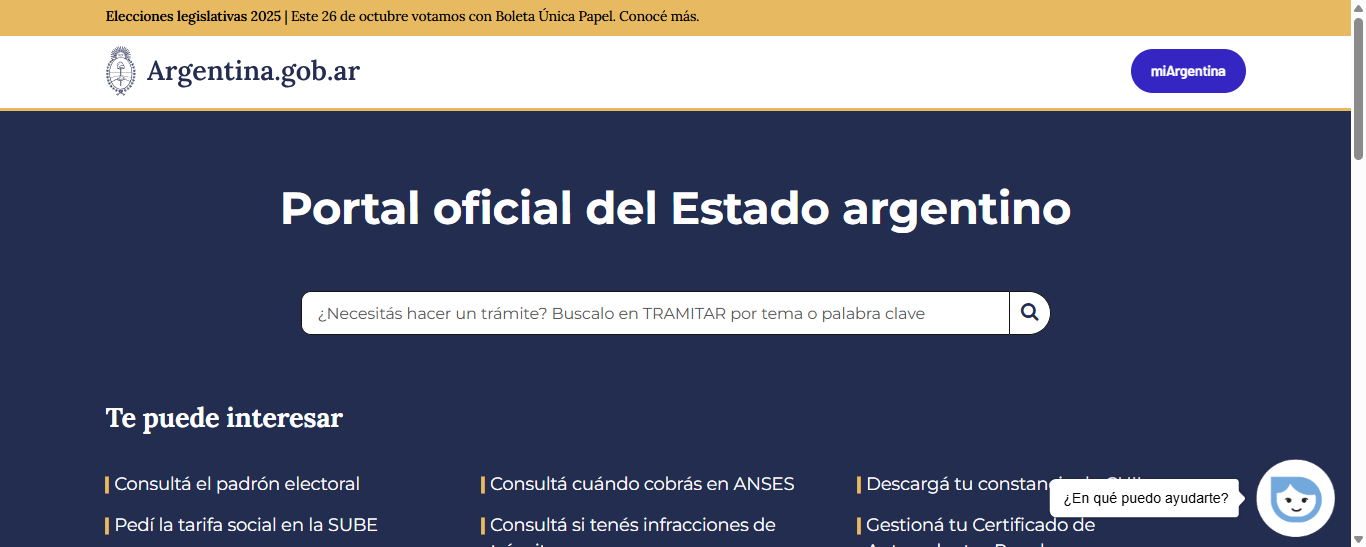 Elecciones legislativas 2025 | Este 26 de octubre votamos con Boleta Única Papel. Conocé más.
Argentina.gob.ar
miArgentina
Portal oficial del Estado argentino
¿Necesitás hacer un trámite? Buscalo en TRAMITAR por tema o palabra clave
Te puede interesar
Consultá el padrón electoral
Consultá cuándo cobrás en ANSES
Descargá tu constancia
¿En qué puedo ayudarte?
Pedí la tarifa social en la SUBE
Consultá si tenés infracciones de
Gestioná tu Certificado de